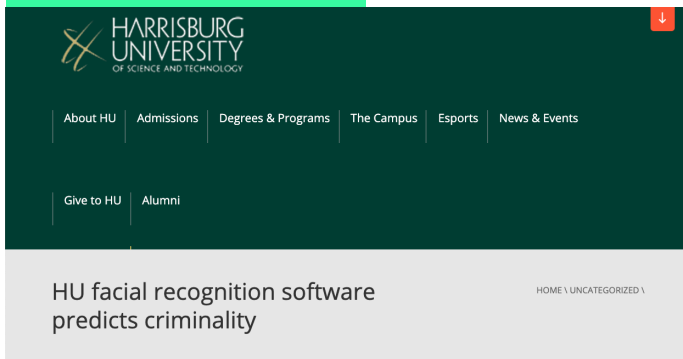 HARRISBURG
UNIVERSITY
OF SCIENCE AND TECHNOLOGY
About HU Admissions Degrees & Programs The Campus Esports News & Events
Give to HU Alumni
HU facial recognition software
predicts criminality
HOME \ UNCATEGORIZED \